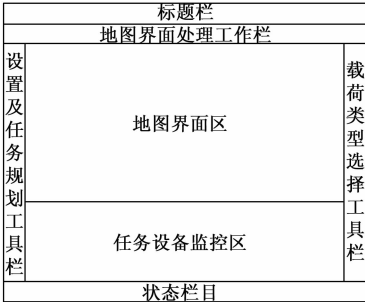 标题栏
地图界面处理工作栏
设置及任务规划工具栏
地图界面区
载荷类型选择工具栏
任务设备监控区
状态栏目